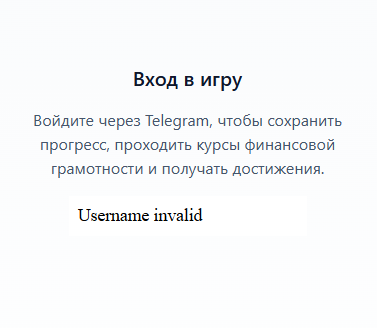 Вход в игру
Войдите через Telegram, чтобы сохранить
прогресс, проходить курсы финансовой
грамотности и получать достижения.
Username invalid